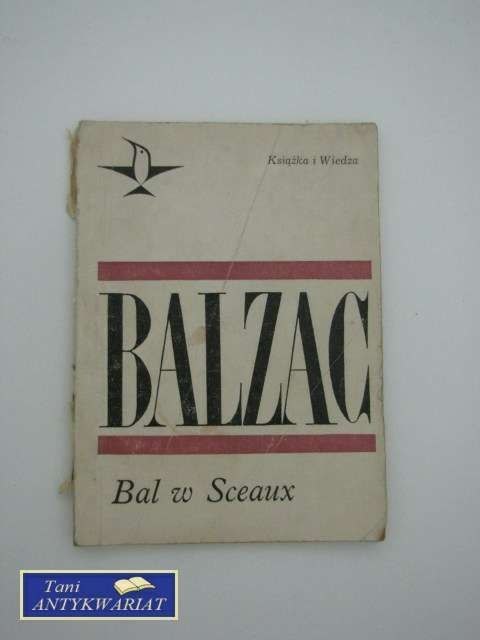 Książka i Wiedza
BALZAC
Bal w Sceaux
Tani
ANTYKWARIAT